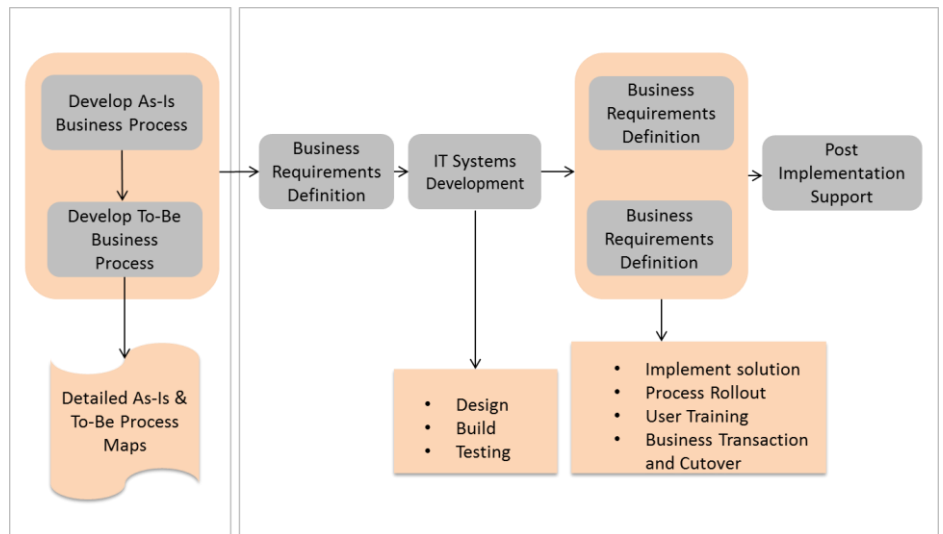 Develop As-Is
Business Process
Develop To-Be
Business
Process
Detailed As-Is &
To-Be Process
Maps
Business
Requirements
Definition
IT Systems
Development
• Design
• Build
• Testing
Business
Requirements
Definition
Business
Requirements
Definition
• Implement solution
• Process Rollout
• User Training
• Business Transaction
and Cutover
Post
Implementation
Support